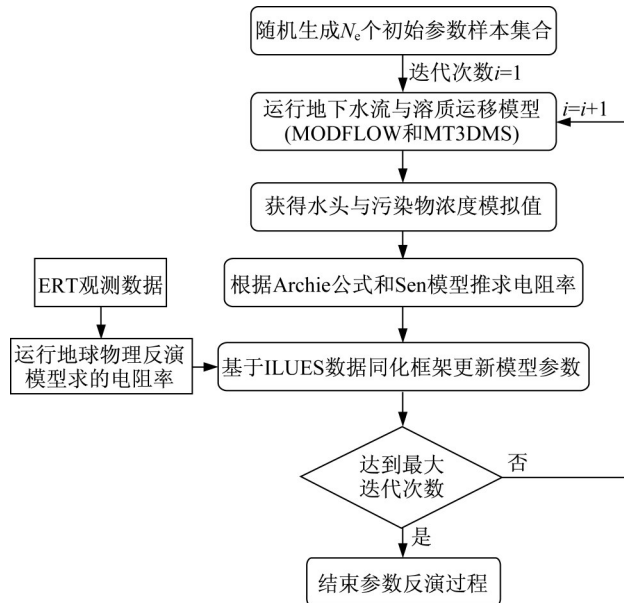 随机生成Ne个初始参数样本集合
迭代次数i=1
运行地下水流与溶质运移模型
(MODFLOW和MT3DMS)
i=i+1
获得水头与污染物浓度模拟值
ERT观测数据
根据Archie公式和Sen模型推求电阻率
运行地球物理反演
模型求的电阻率
基于ILUES数据同化框架更新模型参数
达到最大
迭代次数
否
是
结束参数反演过程